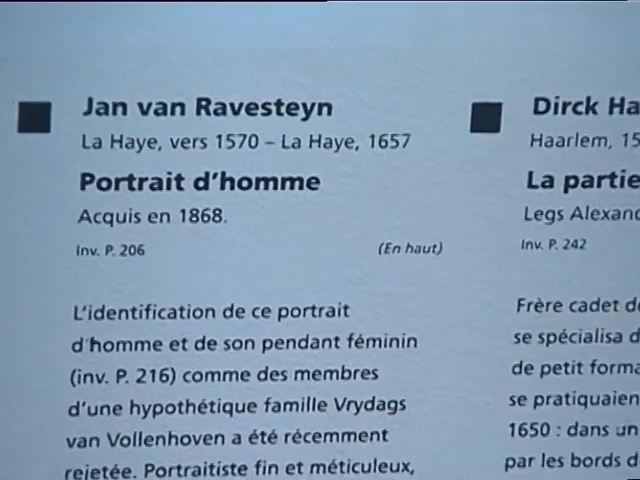 Jan van Ravesteyn
La Haye, vers 1570 – La Haye, 1657
Portrait d'homme
Acquis en 1868.
Inv. P. 206
(En haut)
L'identification de ce portrait
d'homme et de son pendant féminin
(inv. P. 216) comme des membres
d'une hypothétique famille Vrydags
van Vollenhoven a été récemment
rejetée. Portraitiste fin et méticuleux,
Dirck Ha
Haarlem, 15
La partie
Legs Alexand
Inv. P. 242
Frère cadet de
se spécialisa d
de petit forma
se pratiquaien
1650 : dans un
par les bords d